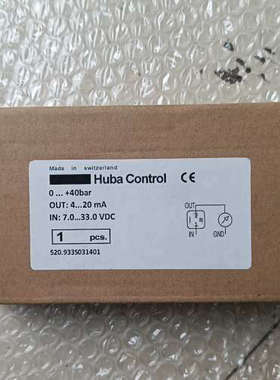 Made in switzerland
Huba Control CE
0 ... +40bar
OUT: 4...20 mA
IN: 7.0...33.0 VDC
OUT
IN GND
1 pcs.
520.933S031401